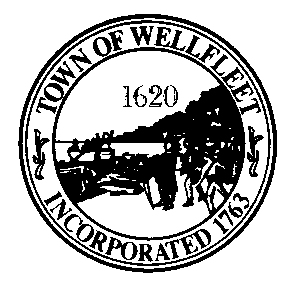 TOWN OF WELLFLEET
1620
INCORPORATED 1763